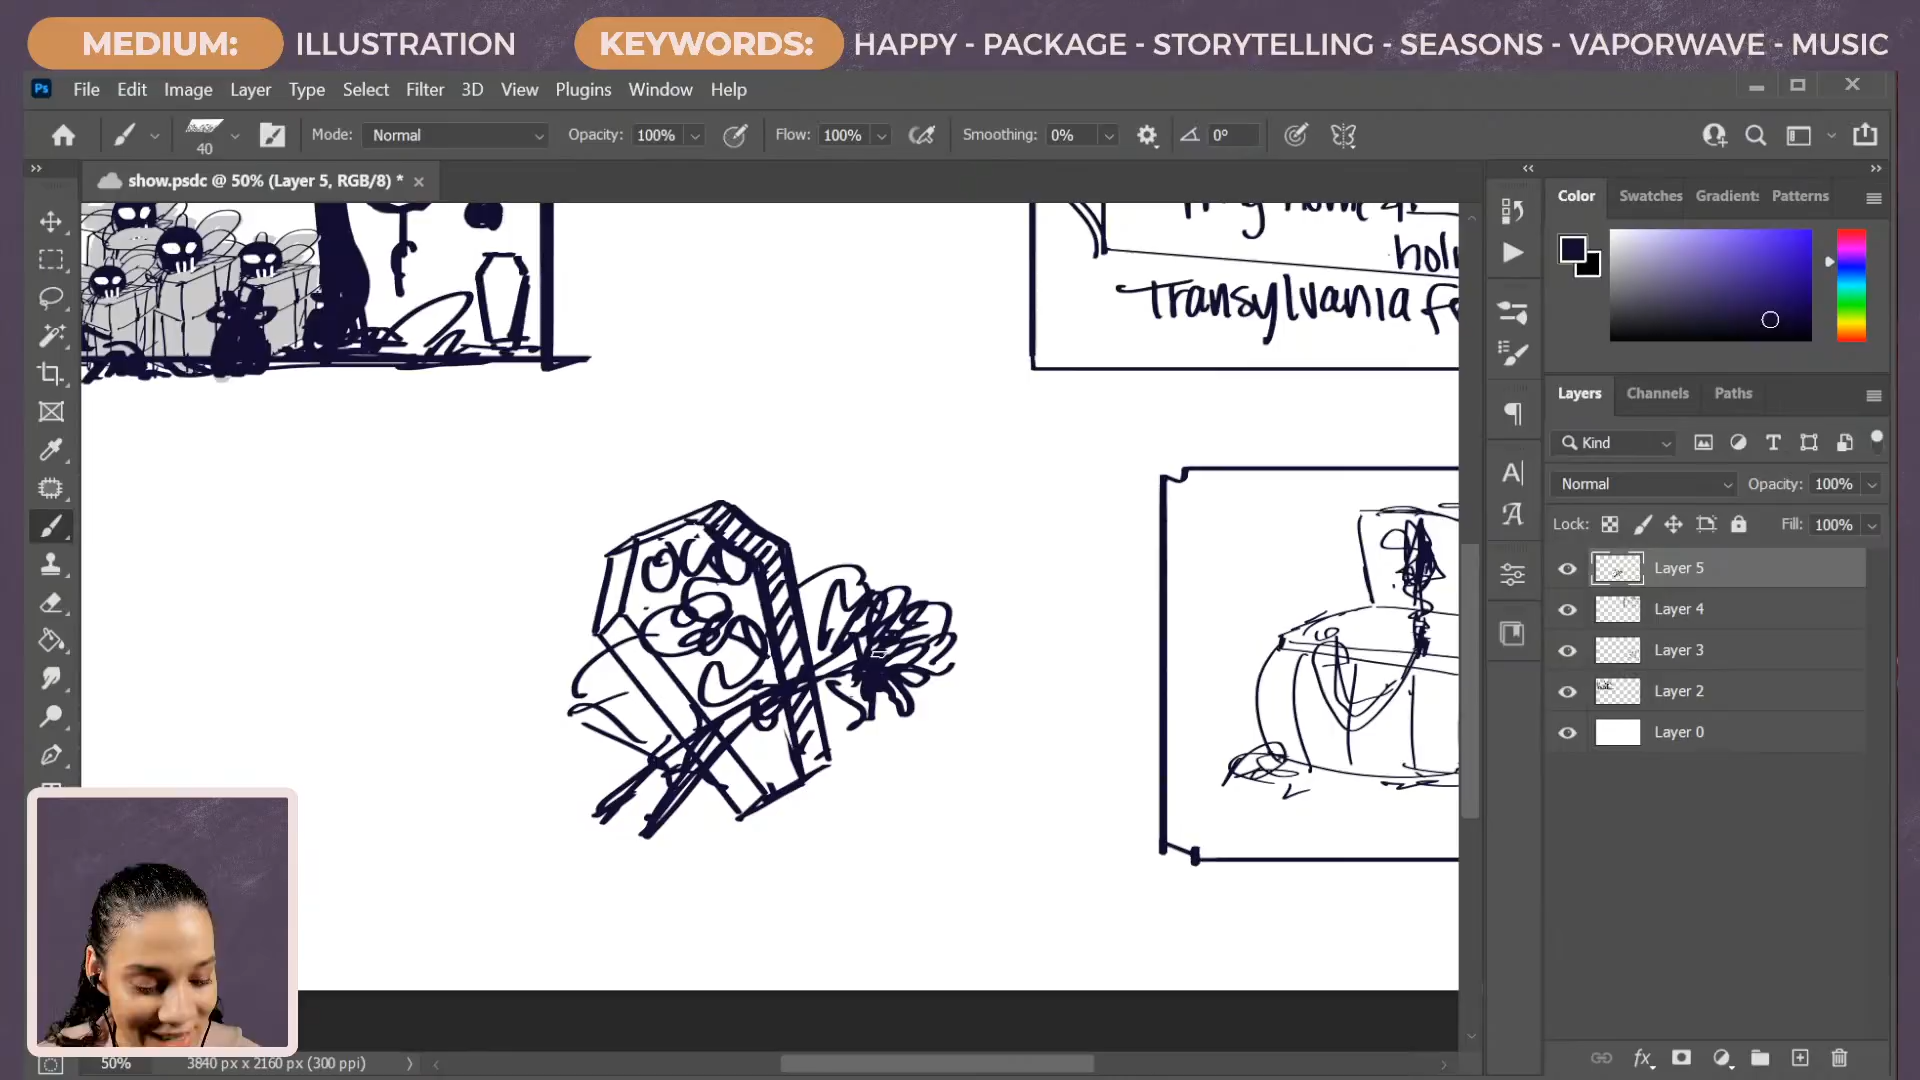 MEDIUM: ILLUSTRATION KEYWORDS: HAPPY - PACKAGE - STORYTELLING - SEASONS - VAPORWAVE - MUSIC
Ps File Edit Image Layer Type Select Filter 3D View Plugins Window Help
40 Mode: Normal Opacity: 100% Flow: 100% Smoothing: 0% 0°
show.psdc @ 50% (Layer 5, RGB/8) *
Color Swatches Gradients Patterns
Transylvania
Layers Channels Paths
Kind
Normal Opacity: 100%
Lock: Fill: 100%
Layer 5
Layer 4
Layer 3
Layer 2
Layer 0
fx
50% 3840 px x 2160 px (300 ppi)